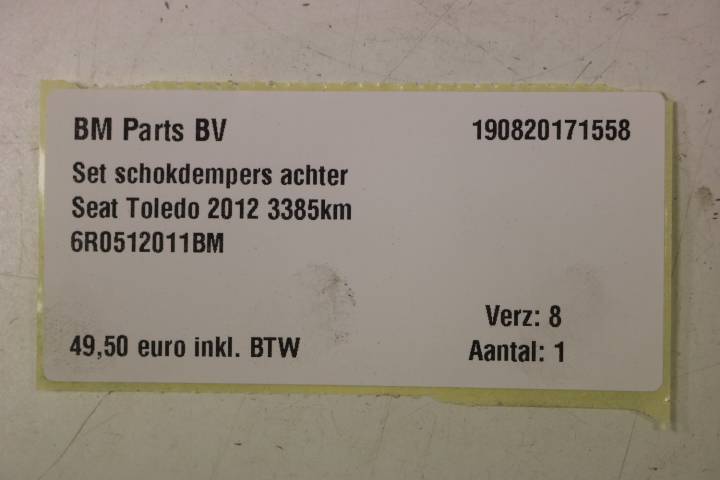 BM Parts BV 190820171558
Set schokdempers achter
Seat Toledo 2012 3385km
6R0512011BM
Verz: 8
49,50 euro inkl. BTW Aantal: 1